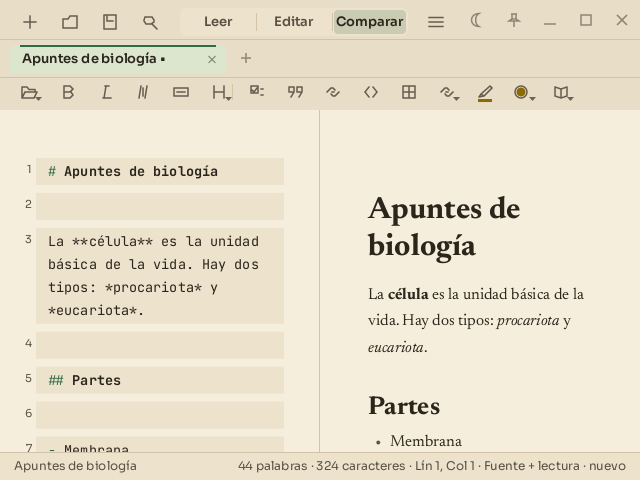 Leer Editar Comparar
Apuntes de biología •
1 # Apuntes de biología
2
3 La **célula** es la unidad
básica de la vida. Hay dos
tipos: *procariota* y
*eucariota*.
4
5 ## Partes
6
7 - Membrana
Apuntes de
biología
La célula es la unidad básica de la
vida. Hay dos tipos: procariota y
eucariota.
Partes
• Membrana
Apuntes de biología
44 palabras · 324 caracteres · Lín 1, Col 1 · Fuente + lectura · nuevo